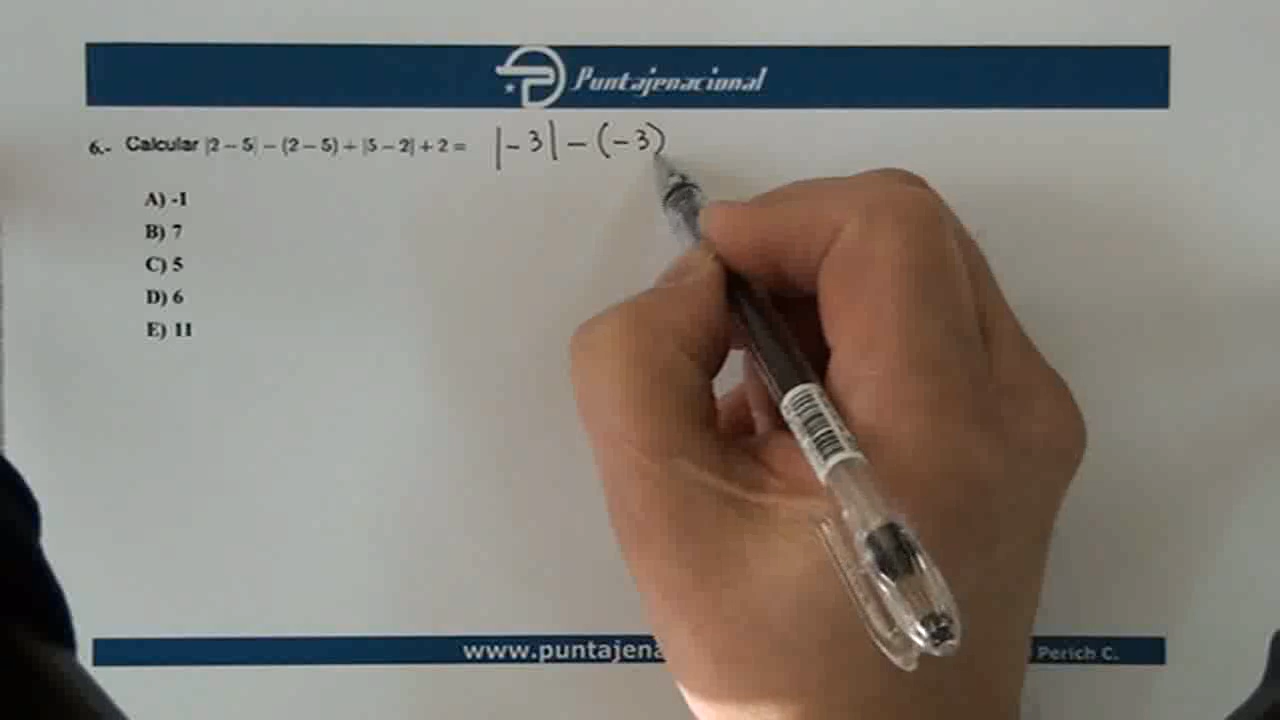 Puntajenacional
6.- Calcular |2 – 5| – (2 – 5) + |5 – 2| + 2 = |-3| - (-3)
A) -1
B) 7
C) 5
D) 6
E) 11
www.puntajena Perich C.